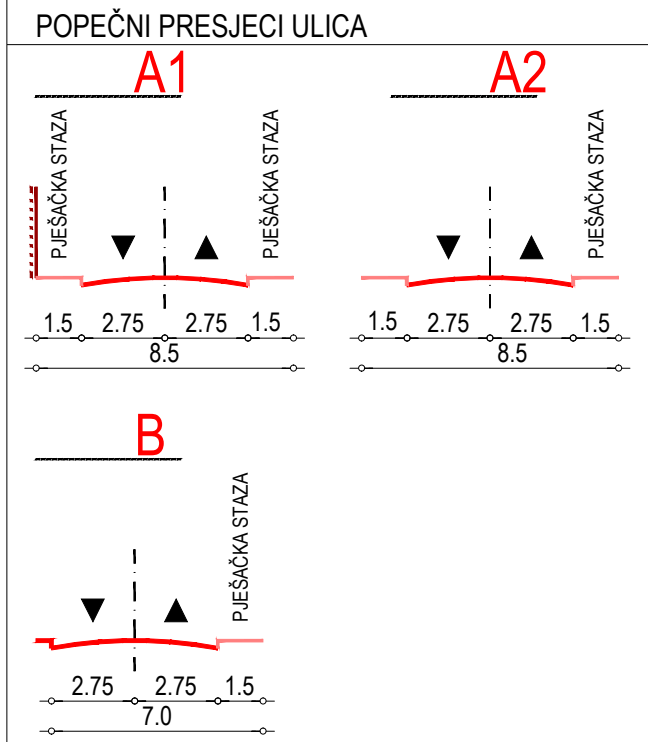 POPEČNI PRESJECI ULICA
A1
PJEŠAČKA STAZA
PJEŠAČKA STAZA
1.5 2.75 2.75 1.5
8.5
A2
PJEŠAČKA STAZA
1.5 2.75 2.75 1.5
8.5
B
PJEŠAČKA STAZA
2.75 2.75 1.5
7.0